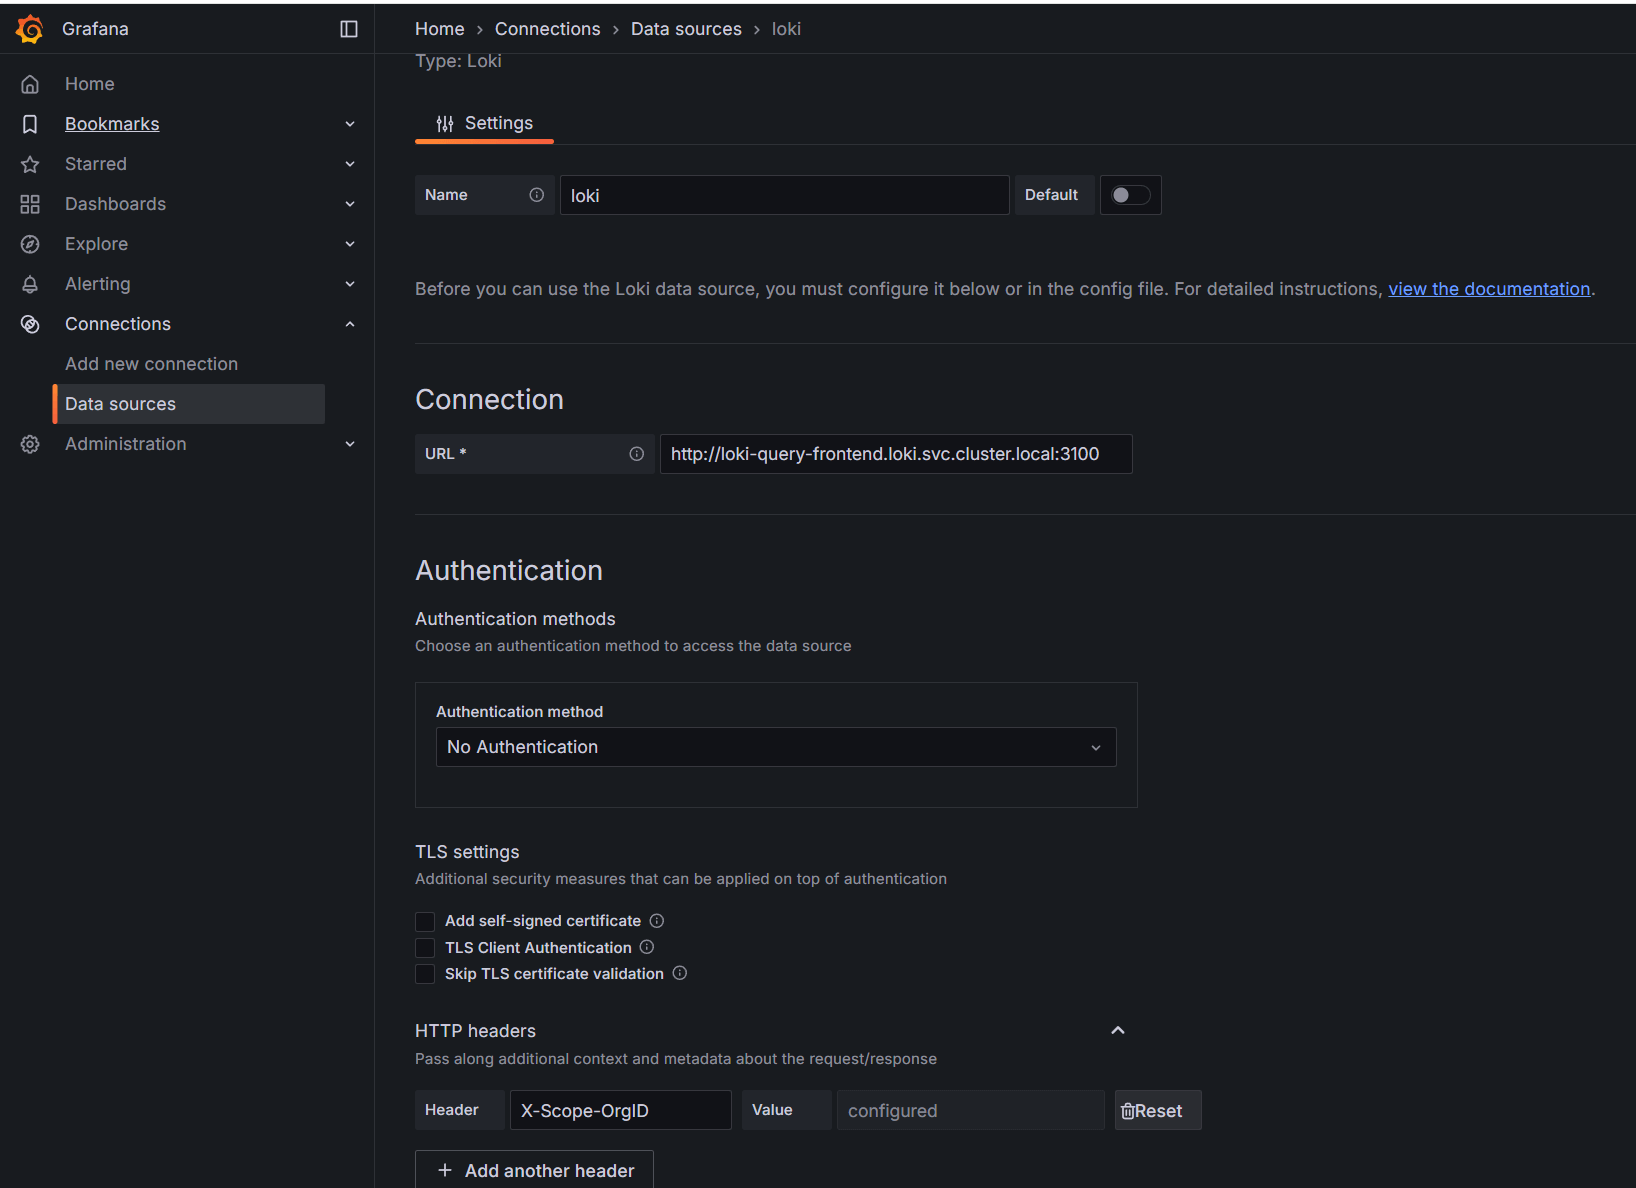 Grafana
Home › Connections › Data sources › loki
Home
Bookmarks
Starred
Dashboards
Explore
Alerting
Connections
Add new connection
Data sources
Administration
Type: Loki
Settings
Name loki Default
Before you can use the Loki data source, you must configure it below or in the config file. For detailed instructions, view the documentation.
Connection
URL * http://loki-query-frontend.loki.svc.cluster.local:3100
Authentication
Authentication methods
Choose an authentication method to access the data source
Authentication method
No Authentication
TLS settings
Additional security measures that can be applied on top of authentication
Add self-signed certificate
TLS Client Authentication
Skip TLS certificate validation
HTTP headers
Pass along additional context and metadata about the request/response
Header X-Scope-OrgID Value configured Reset
+ Add another header